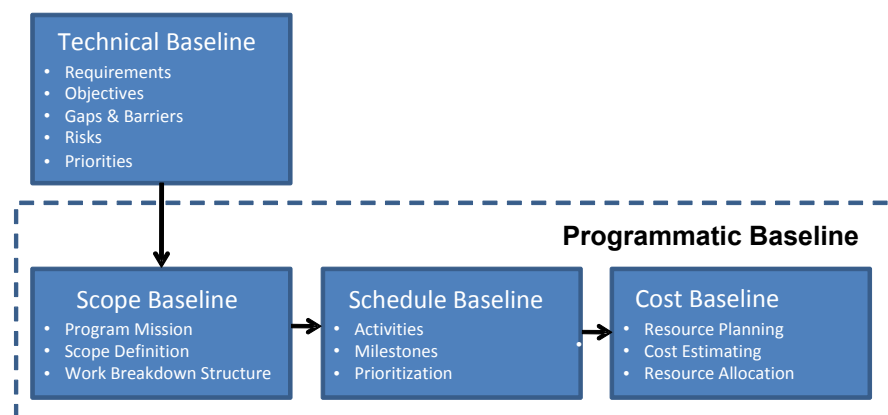 Technical Baseline
• Requirements
• Objectives
• Gaps & Barriers
• Risks
• Priorities
Programmatic Baseline
Scope Baseline
• Program Mission
• Scope Definition
• Work Breakdown Structure
Schedule Baseline
• Activities
• Milestones
• Prioritization
Cost Baseline
• Resource Planning
• Cost Estimating
• Resource Allocation